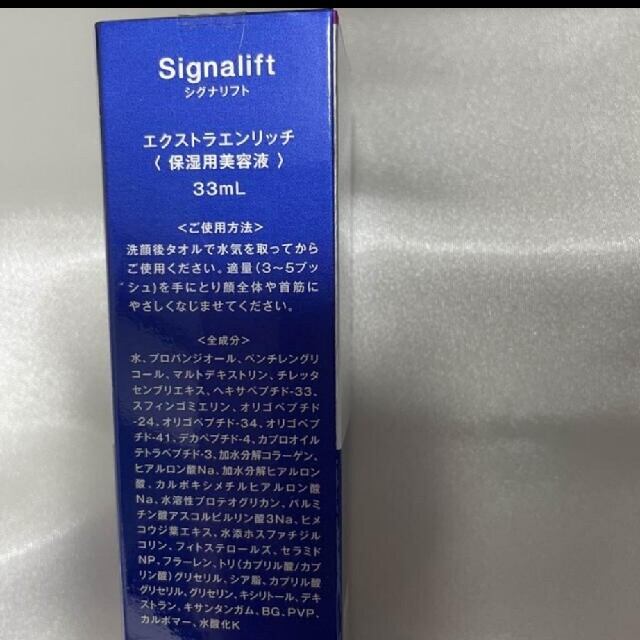 Signalift
シグナリフト
エクストラエンリッチ
〈 保湿用美容液 〉
33mL
<ご使用方法>
洗顔後タオルで水気を取ってから
ご使用ください。適量(3〜5プッ
シュ)を手にとり顔全体や首筋に
やさしくなじませてください。
<全成分>
水、プロパンジオール、ペンチレングリ
コール、マルトデキストリン、チレッタ
センブリエキス、ヘキサペプチド-33、
スフィンゴミエリン、オリゴペプチド
-24、オリゴペプチド-34、オリゴペプ
チド-41、デカペプチド-4、カプロオイル
テトラペプチド-3、加水分解コラーゲン、
ヒアルロン酸Na、加水分解ヒアルロン
酸、カルボキシメチルヒアルロン酸
Na、水溶性プロテオグリカン、パルミ
チン酸アスコルビルリン酸3Na、ヒメ
コウジ葉エキス、水添ホスファチジル
コリン、フィトステロールズ、セラミド
NP、フラーレン、トリ(カプリル酸/カプ
リン酸)グリセリル、シア脂、カプリル酸
グリセリル、グリセリン、キシリトール、デキ
ストラン、キサンタンガム、BG、PVP、
カルボマー、水酸化K